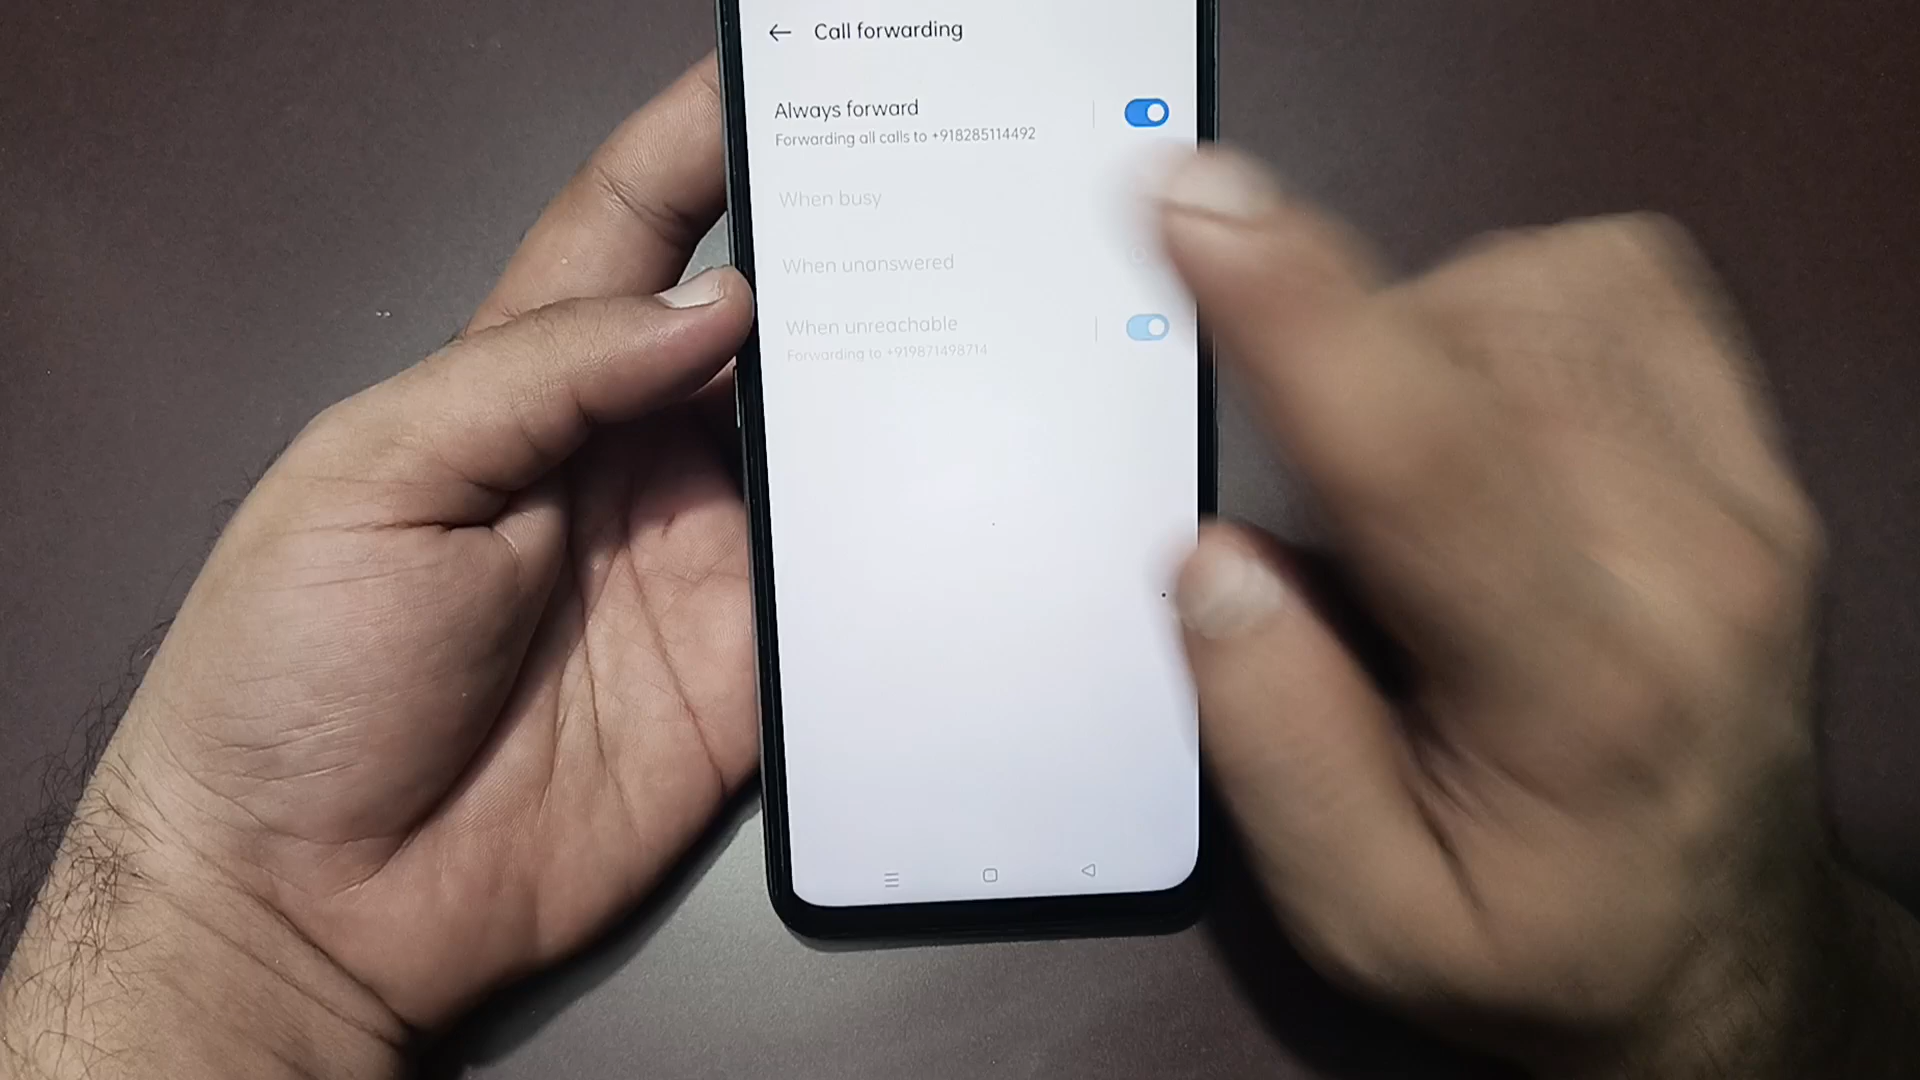 Call forwarding
Always forward
Forwarding all calls to +918285114492
When busy
When unanswered
When unreachable
Forwarding to +919871498714